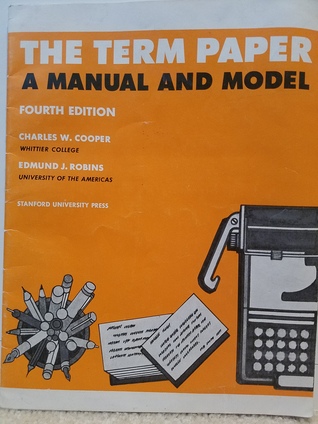 THE TERM PAPER
A MANUAL AND MODEL
FOURTH EDITION
CHARLES W. COOPER
WHITTIER COLLEGE
EDMUND J. ROBINS
UNIVERSITY OF THE AMERICAS
STANFORD UNIVERSITY PRESS